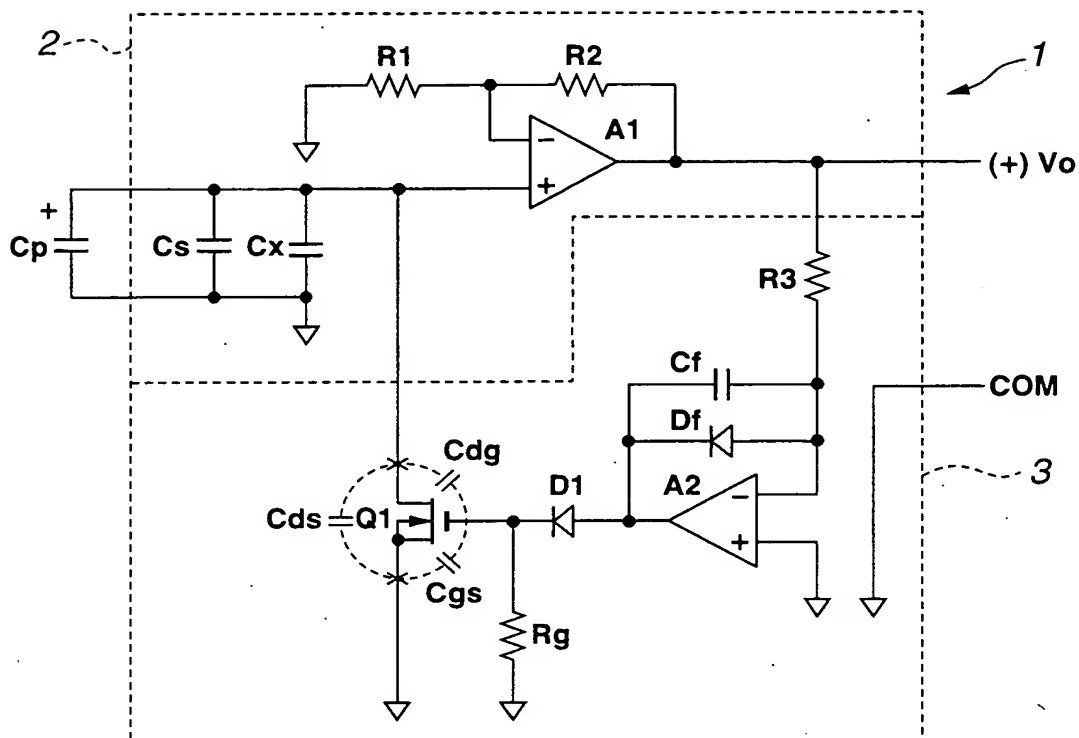 2
R1
R2
1
A1
−
+
(+) Vo
+
Cp
Cs
Cx
R3
Cf
COM
Df
Cdg
D1
A2
−
3
Cds
Q1
+
Cgs
Rg